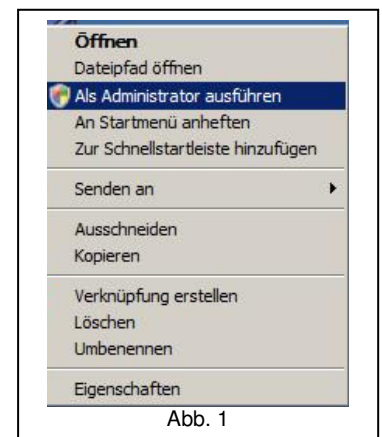 Öffnen
Dateipfad öffnen
Als Administrator ausführen
An Startmenü anheften
Zur Schnellstartleiste hinzufügen
Senden an
Ausschneiden
Kopieren
Verknüpfung erstellen
Löschen
Umbenennen
Eigenschaften
Abb. 1